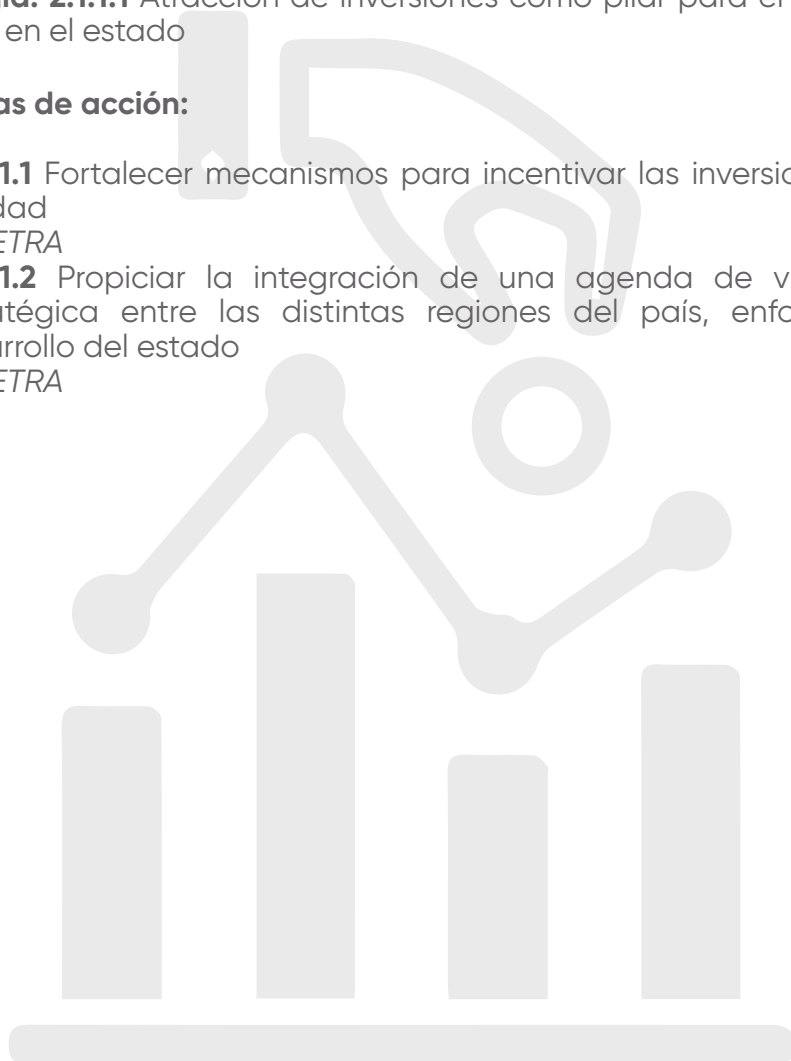 gia: 2.1.1.1 Atracción de inversiones como pilar para el
en el estado
as de acción:
1.1 Fortalecer mecanismos para incentivar las inversio
dad
ETRA
1.2 Propiciar la integración de una agenda de v
atégica entre las distintas regiones del país, enfo
rrollo del estado
ETRA